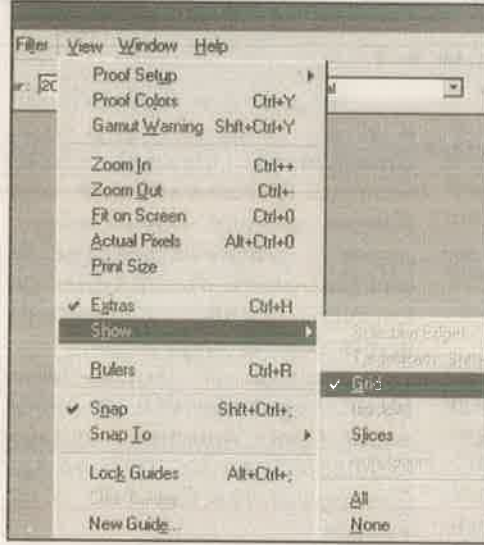 Filter View Window Help
Proof Setup
Proof Colors Ctrl+Y
Gamut Warning Shft+Ctrl+Y
Zoom In Ctrl++
Zoom Out Ctrl+-
Fit on Screen Ctrl+0
Actual Pixels Alt+Ctrl+0
Print Size
Extras Ctrl+H
Show
Rulers Ctrl+R
Snap Shft+Ctrl+;
Snap To
Lock Guides Alt+Ctrl+;
New Guide...
Grid
Slices
All
None